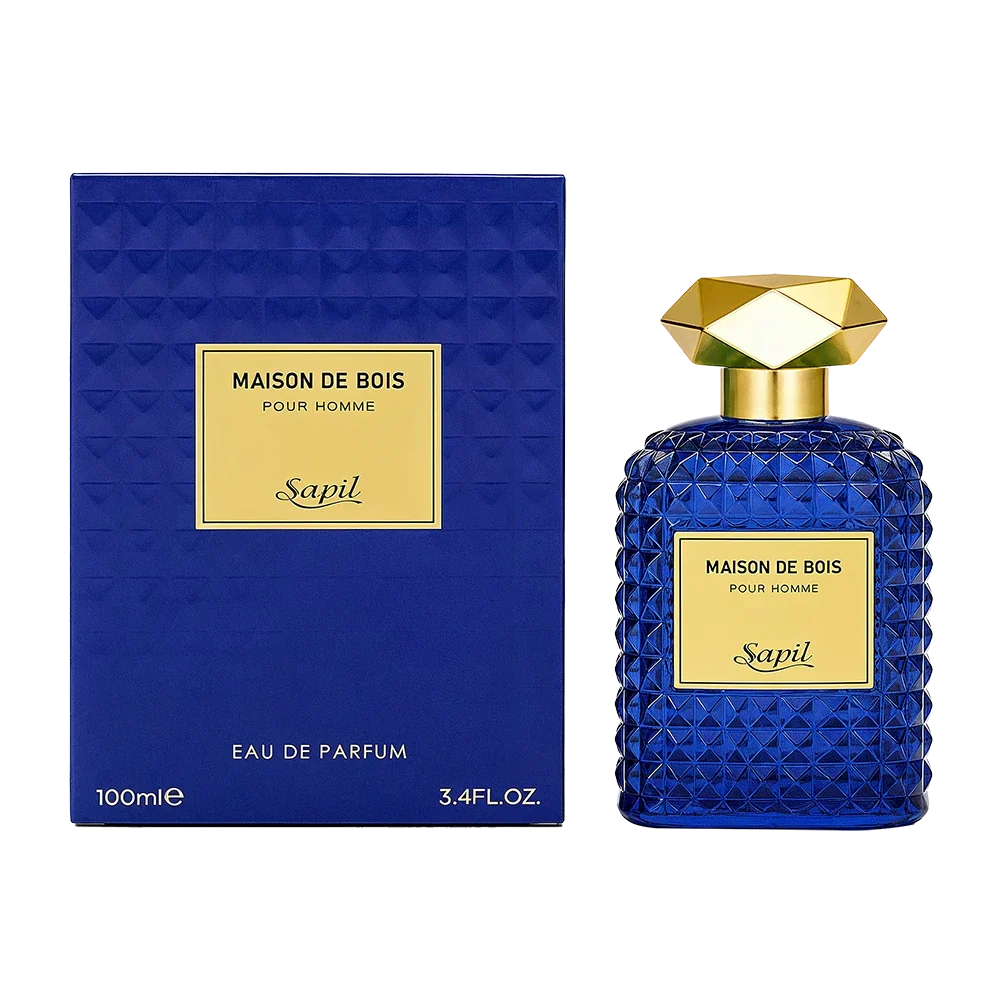 MAISON DE BOIS
POUR HOMME
Sapil
EAU DE PARFUM
100ml℮
3.4FL.OZ.
MAISON DE BOIS
POUR HOMME
Sapil